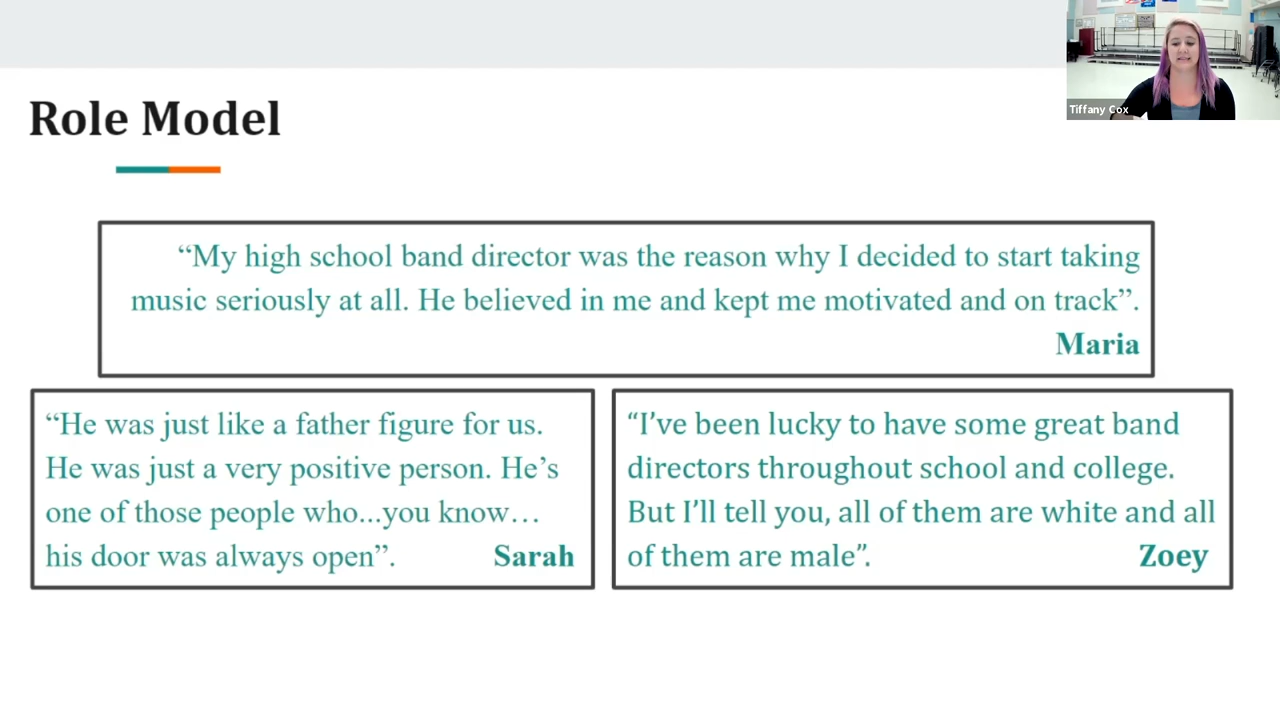 Tiffany Cox
Role Model
“My high school band director was the reason why I decided to start taking
music seriously at all. He believed in me and kept me motivated and on track”.
Maria
“He was just like a father figure for us.
He was just a very positive person. He’s
one of those people who...you know…
his door was always open”. Sarah
“I’ve been lucky to have some great band
directors throughout school and college.
But I’ll tell you, all of them are white and all
of them are male”. Zoey